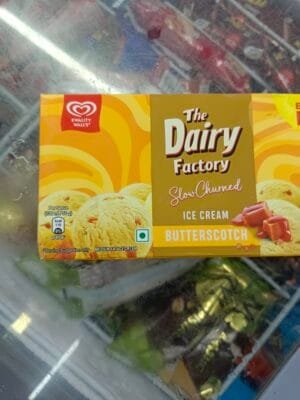 KWALITY
WALL'S
The
Dairy
Factory
Slow Churned
ICE CREAM
BUTTERSCOTCH